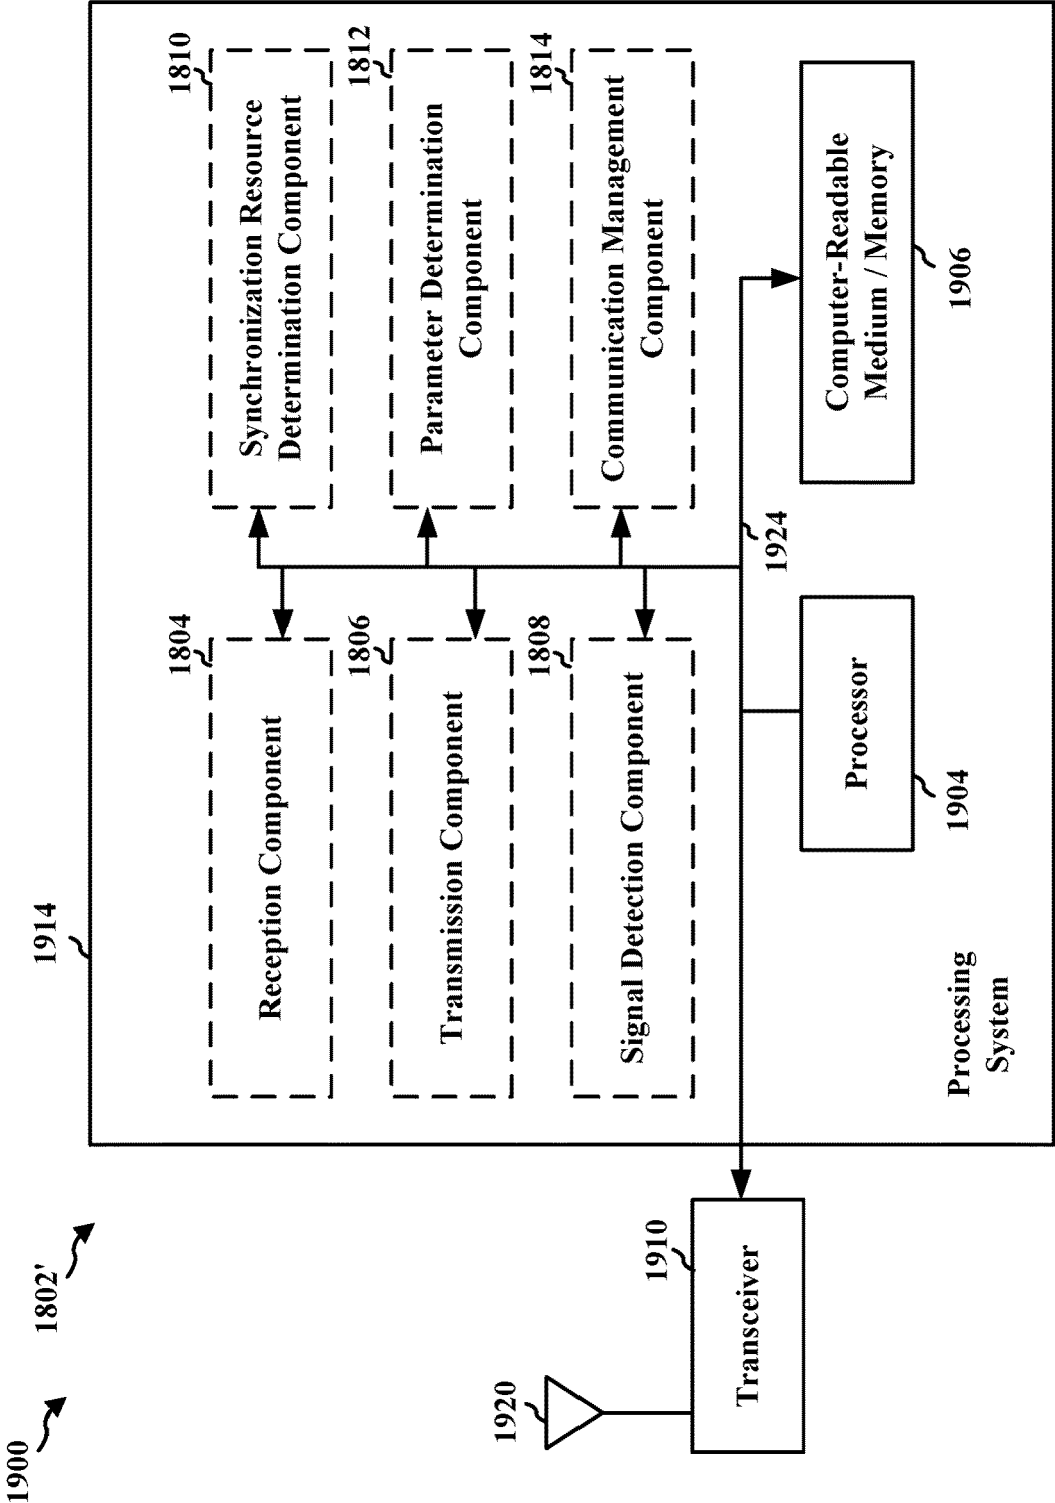 1900
1802'
1914
1920
1910
Transceiver
1804
Reception Component
1806
Transmission Component
1808
Signal Detection Component
1810
Synchronization Resource
Determination Component
1812
Parameter Determination
Component
1814
Communication Management
Component
1924
Processor
1904
Computer-Readable
Medium / Memory
1906
Processing
System